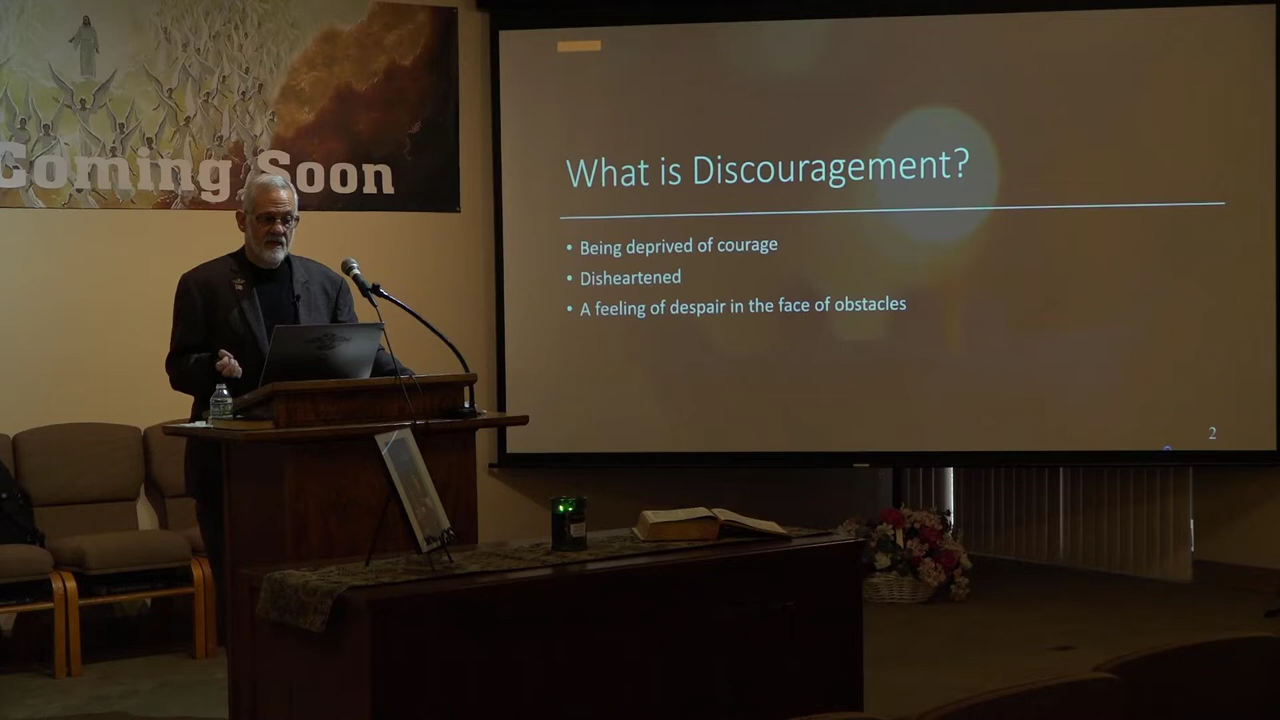 Coming Soon
What is Discouragement?
• Being deprived of courage
• Disheartened
• A feeling of despair in the face of obstacles
2